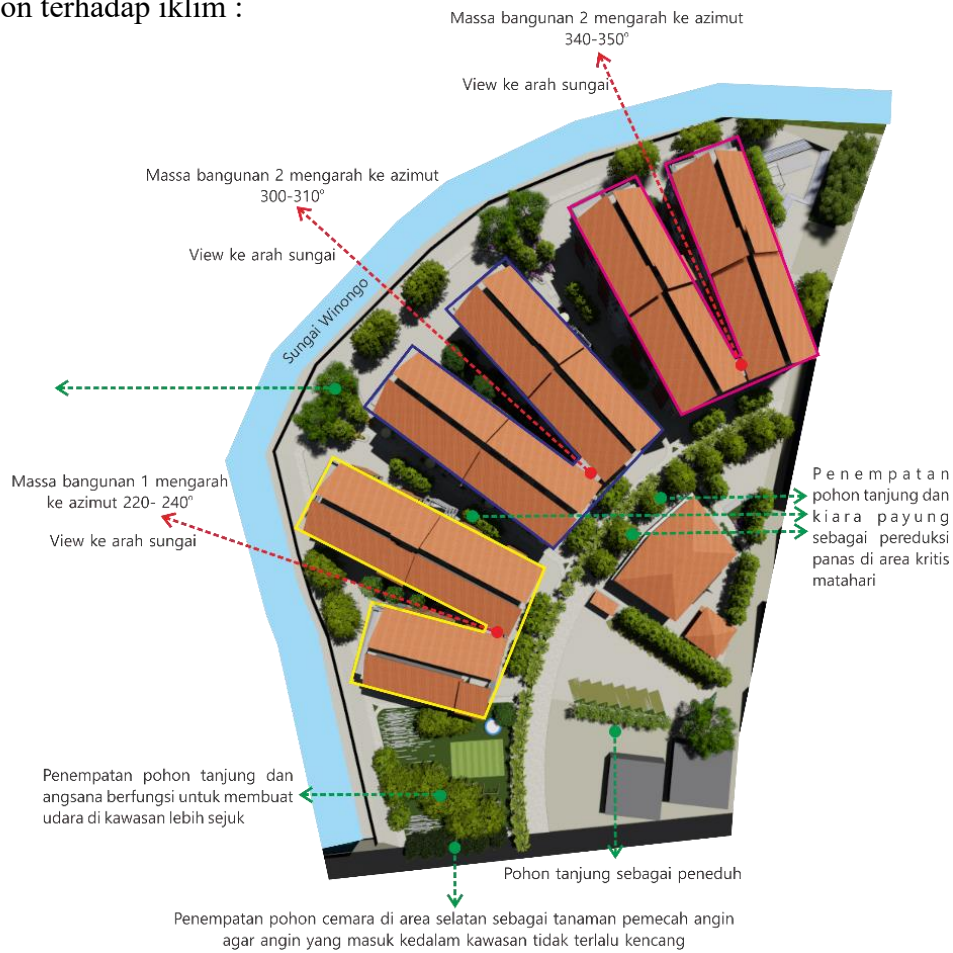 on terhadap iklim :
Massa bangunan 2 mengarah ke azimut
340-350°
View ke arah sungai
Massa bangunan 2 mengarah ke azimut
300-310°
View ke arah sungai
Sungai Winongo
Massa bangunan 1 mengarah
ke azimut 220- 240°
View ke arah sungai
Penempatan
pohon tanjung dan
kiara payung
sebagai pereduksi
panas di area kritis
matahari
Penempatan pohon tanjung dan
angsana berfungsi untuk membuat
udara di kawasan lebih sejuk
Pohon tanjung sebagai peneduh
Penempatan pohon cemara di area selatan sebagai tanaman pemecah angin
agar angin yang masuk kedalam kawasan tidak terlalu kencang